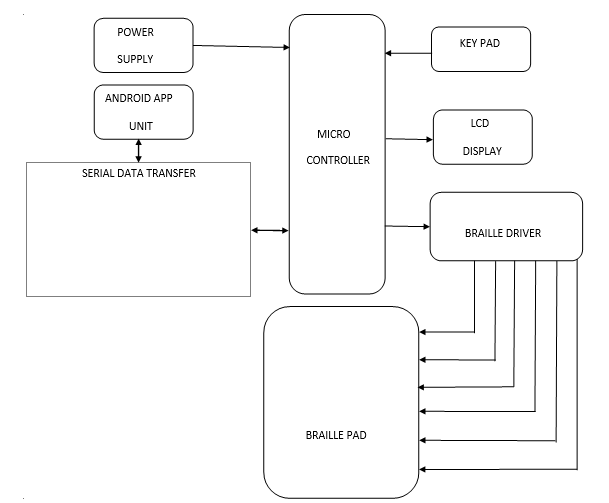 POWER
SUPPLY
ANDROID APP
UNIT
SERIAL DATA TRANSFER
MICRO
CONTROLLER
KEY PAD
LCD
DISPLAY
BRAILLE DRIVER
BRAILLE PAD